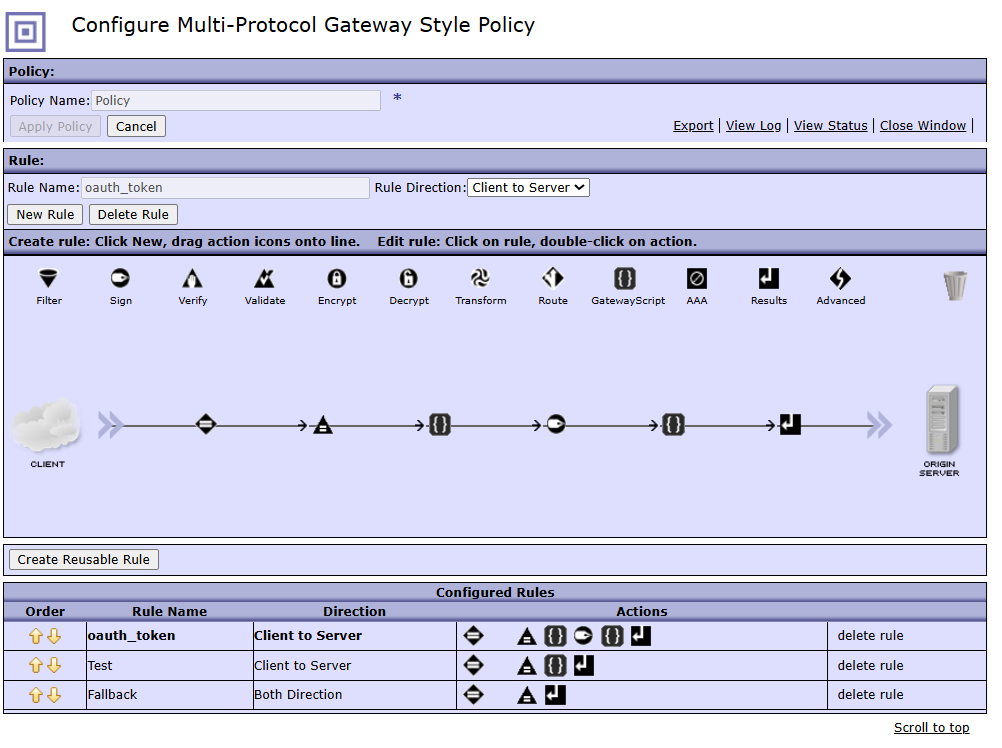 Configure Multi-Protocol Gateway Style Policy
Policy:
Policy Name: Policy *
Apply Policy Cancel Export | View Log | View Status | Close Window |
Rule:
Rule Name: oauth_token Rule Direction: Client to Server
New Rule Delete Rule
Create rule: Click New, drag action icons onto line. Edit rule: Click on rule, double-click on action.
Filter Sign Verify Validate Encrypt Decrypt Transform Route GatewayScript AAA Results Advanced
CLIENT
ORIGIN
SERVER
Create Reusable Rule
Configured Rules
Order Rule Name Direction Actions
oauth_token Client to Server delete rule
Test Client to Server delete rule
Fallback Both Direction delete rule
Scroll to top